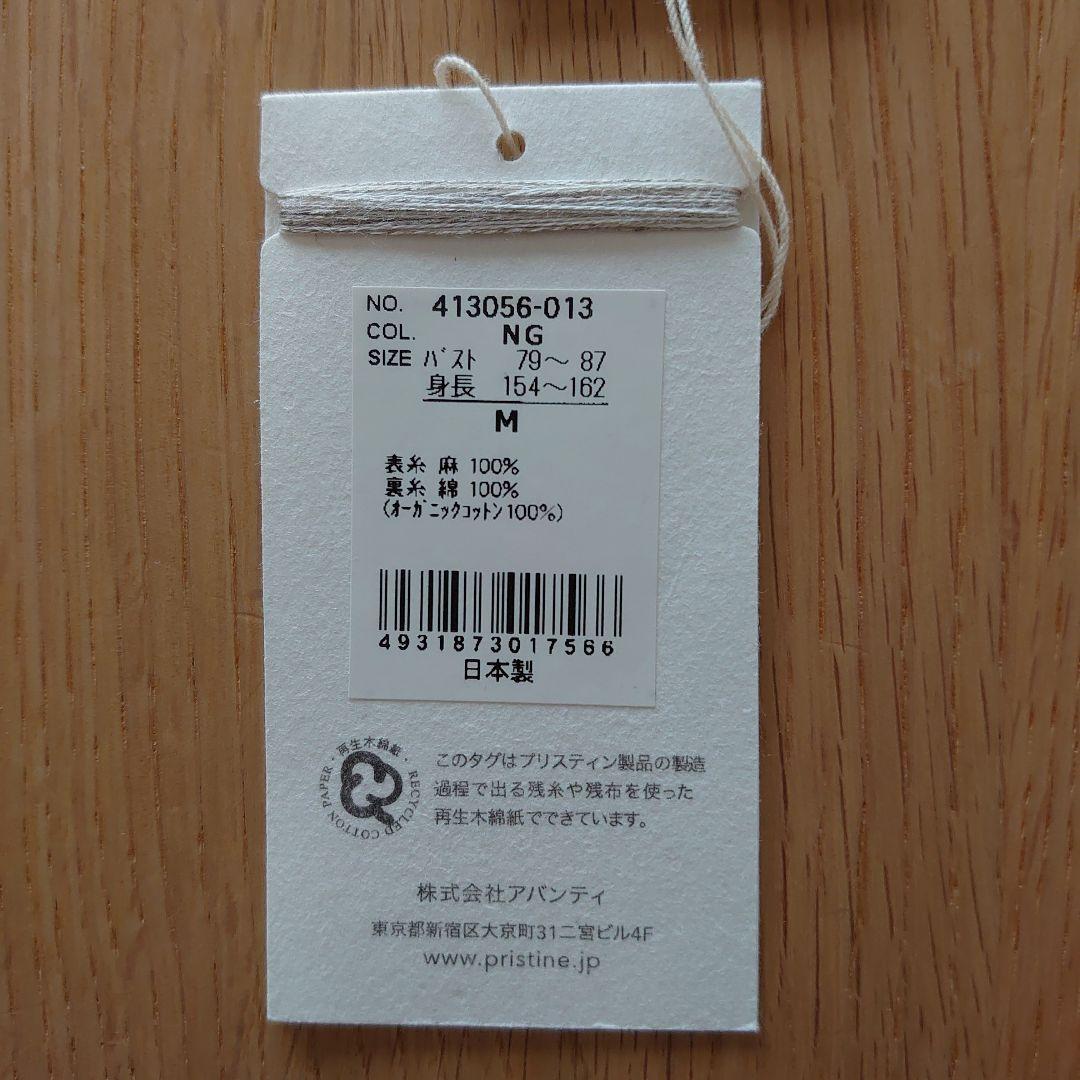 NO. 413056-013
COL. NG
SIZE バスト 79～ 87
身長 154～162
M
表糸 麻 100%
裏糸 綿 100%
(オーガニックコットン100%)
4931873017566
日本製
・再生木綿紙・ RECYCLED COTTON PAPER
このタグはプリスティン製品の製造
過程で出る残糸や残布を使った
再生木綿紙でできています。
株式会社アバンティ
東京都新宿区大京町31二宮ビル4F
www.pristine.jp